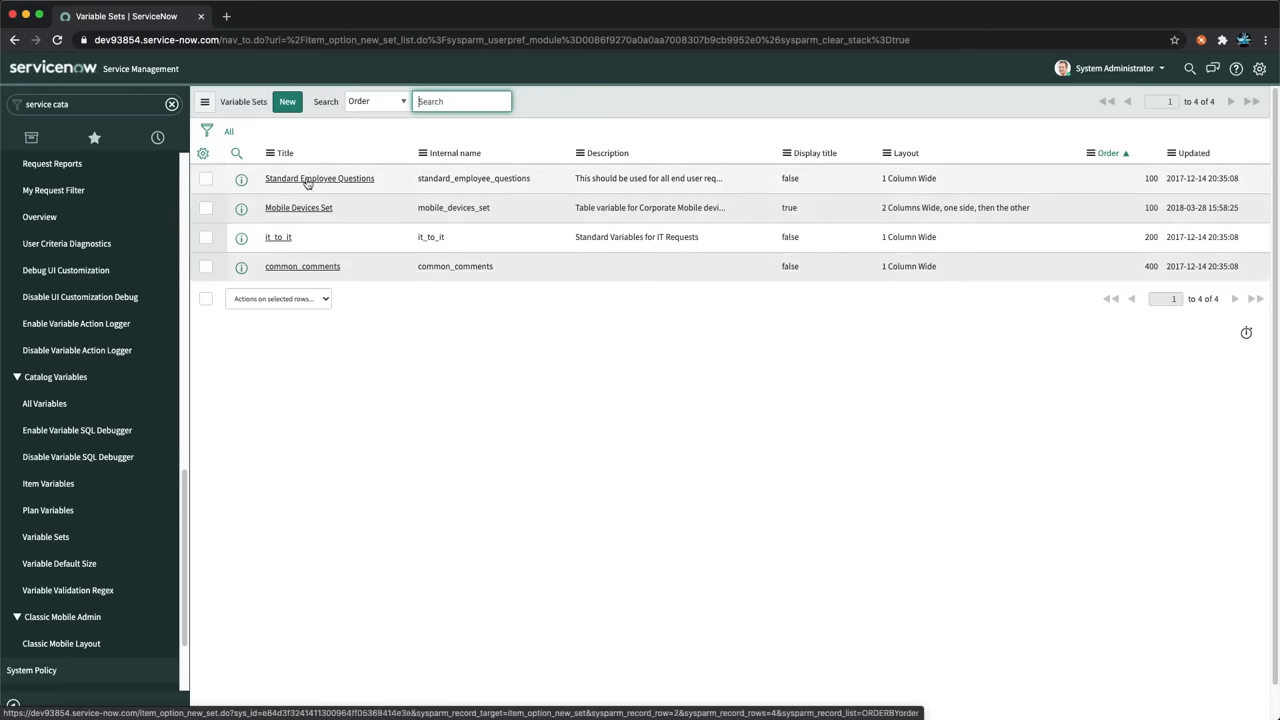 Variable Sets | ServiceNow
dev93854.service-now.com/nav_to.do?uri=%2Fitem_option_new_set_list.do%3Fsysparm_userpref_module%3D0086f9270a0a0aa7008307b9cb9952e0%26sysparm_clear_stack%3Dtrue
servicenow Service Management
System Administrator
service cata
Variable Sets New Search Order Search
1 to 4 of 4
All
Title Internal name Description Display title Layout Order Updated
Standard Employee Questions standard_employee_questions This should be used for all end user req... false 1 Column Wide 100 2017-12-14 20:35:08
Mobile Devices Set mobile_devices_set Table variable for Corporate Mobile devi... true 2 Columns Wide, one side, then the other 100 2018-03-28 15:58:25
it_to_it it_to_it Standard Variables for IT Requests false 1 Column Wide 200 2017-12-14 20:35:08
common_comments common_comments false 1 Column Wide 400 2017-12-14 20:35:08
Actions on selected rows...
1 to 4 of 4
Request Reports
My Request Filter
Overview
User Criteria Diagnostics
Debug UI Customization
Disable UI Customization Debug
Enable Variable Action Logger
Disable Variable Action Logger
Catalog Variables
All Variables
Enable Variable SQL Debugger
Disable Variable SQL Debugger
Item Variables
Plan Variables
Variable Sets
Variable Default Size
Variable Validation Regex
Classic Mobile Admin
Classic Mobile Layout
System Policy
https://dev93854.service-now.com/item_option_new_set.do?sys_id=e84d3f3241411300964ff05369414e3e&sysparm_record_target=item_option_new_set&sysparm_record_row=2&sysparm_record_rows=4&sysparm_record_list=ORDERBYorder